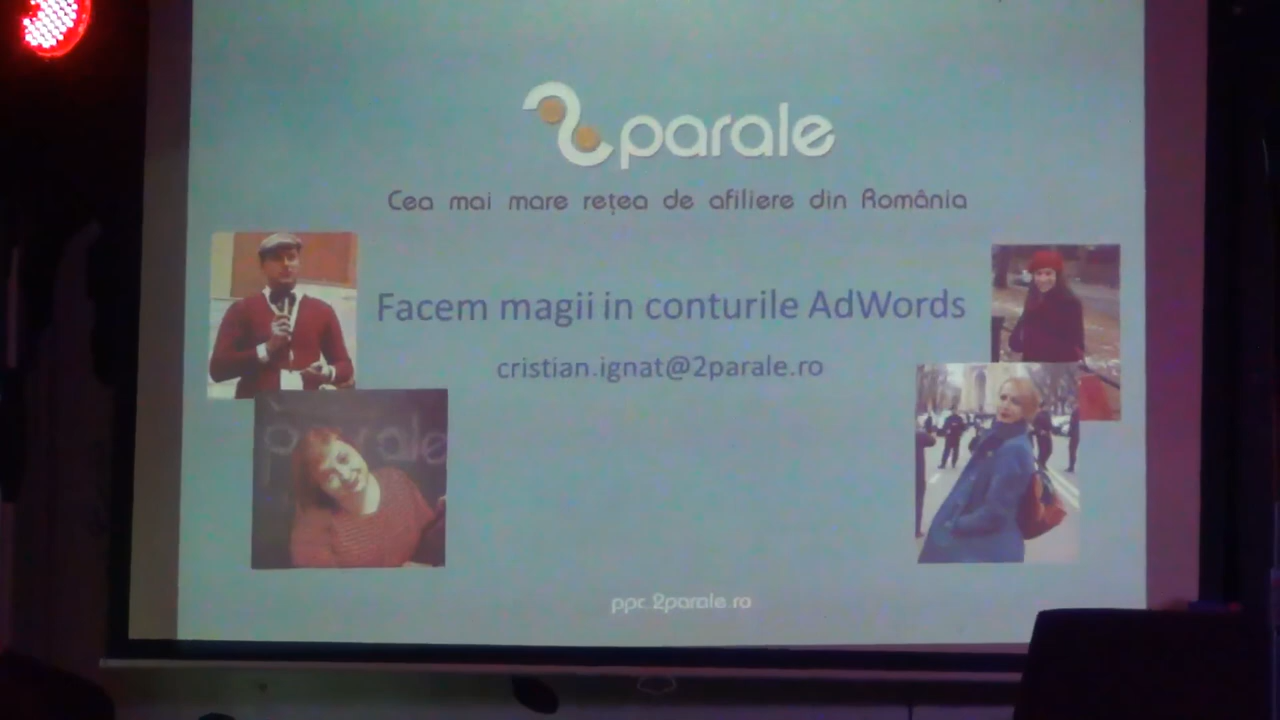 2parale
Cea mai mare rețea de afiliere din România
Facem magii in conturile AdWords
cristian.ignat@2parale.ro
parale
ppc.2parale.ro